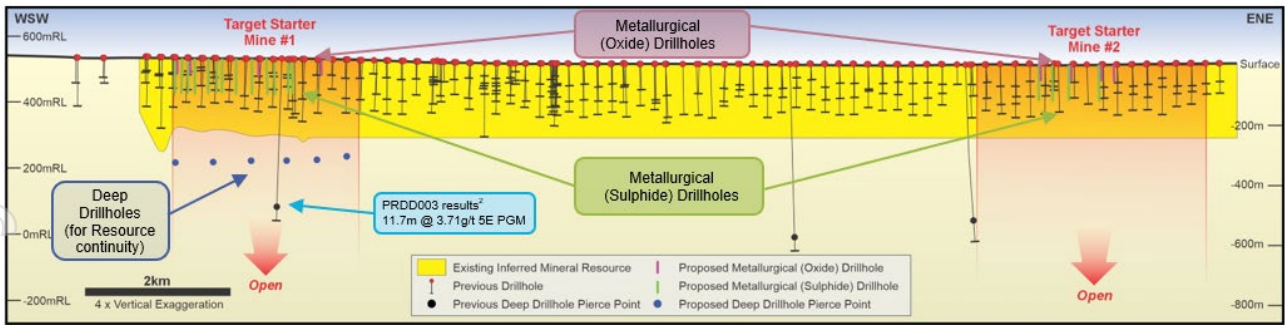 WSW
ENE
Target Starter
Mine #1
Metallurgical
(Oxide) Drillholes
Target Starter
Mine #2
600mRL
Surface
400mRL
-200m
200mRL
Deep
Drillholes
(for Resource
continuity)
PRDD003 results²
11.7m @ 3.71g/t 5E PGM
Metallurgical
(Sulphide) Drillholes
-400m
0mRL
-600m
2km
4 x Vertical Exaggeration
Open
Existing Inferred Mineral Resource
Previous Drillhole
Previous Deep Drillhole Pierce Point
Proposed Metallurgical (Oxide) Drillhole
Proposed Metallurgical (Sulphide) Drillhole
Proposed Deep Drillhole Pierce Point
Open
-200mRL
-800m